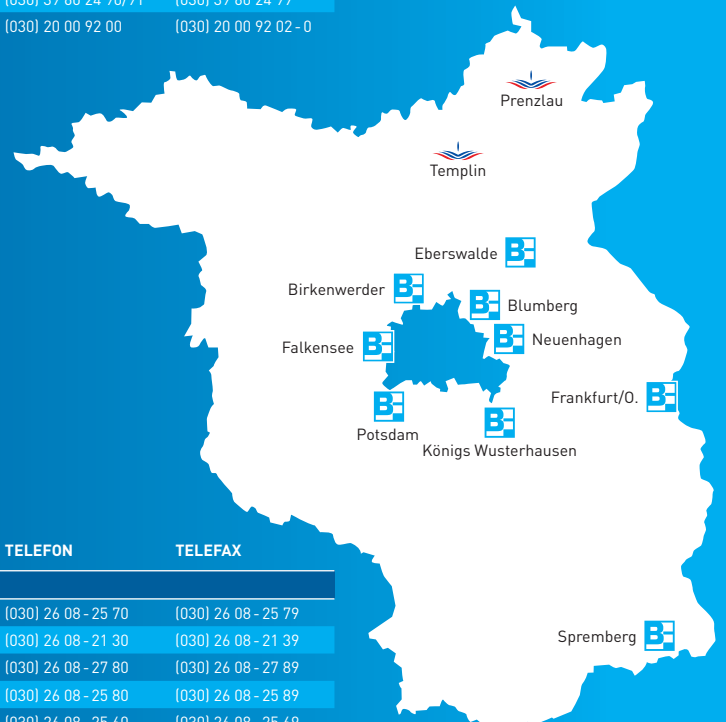 (030) 20 00 92 00 (030) 20 00 92 02 - 0
Prenzlau
Templin
Eberswalde
Birkenwerder
Blumberg
Neuenhagen
Falkensee
Frankfurt/O.
Potsdam
Königs Wusterhausen
TELEFON TELEFAX
(030) 26 08 - 25 70 (030) 26 08 - 25 79
(030) 26 08 - 21 30 (030) 26 08 - 21 39
Spremberg
(030) 26 08 - 27 80 (030) 26 08 - 27 89
(030) 26 08 - 25 80 (030) 26 08 - 25 89